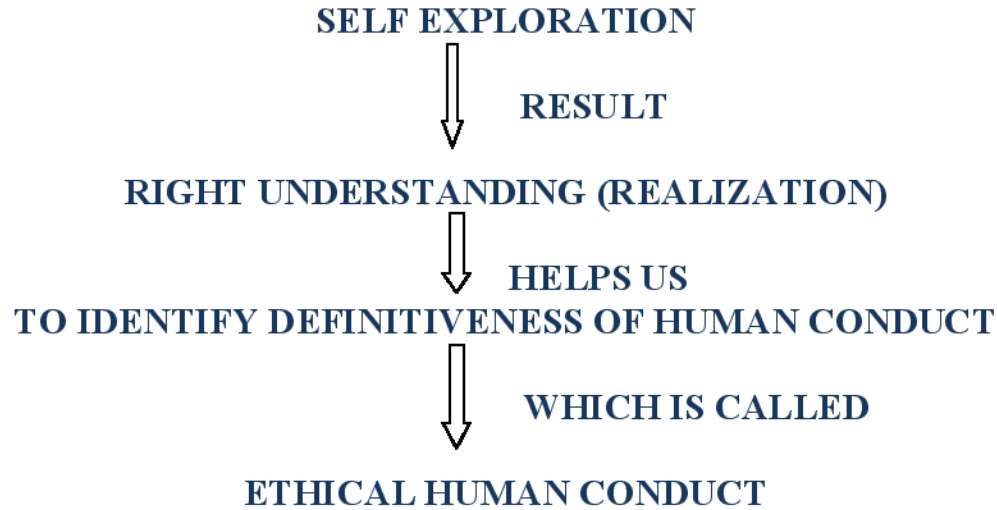 SELF EXPLORATION
RESULT
RIGHT UNDERSTANDING (REALIZATION)
HELPS US
TO IDENTIFY DEFINITIVENESS OF HUMAN CONDUCT
WHICH IS CALLED
ETHICAL HUMAN CONDUCT